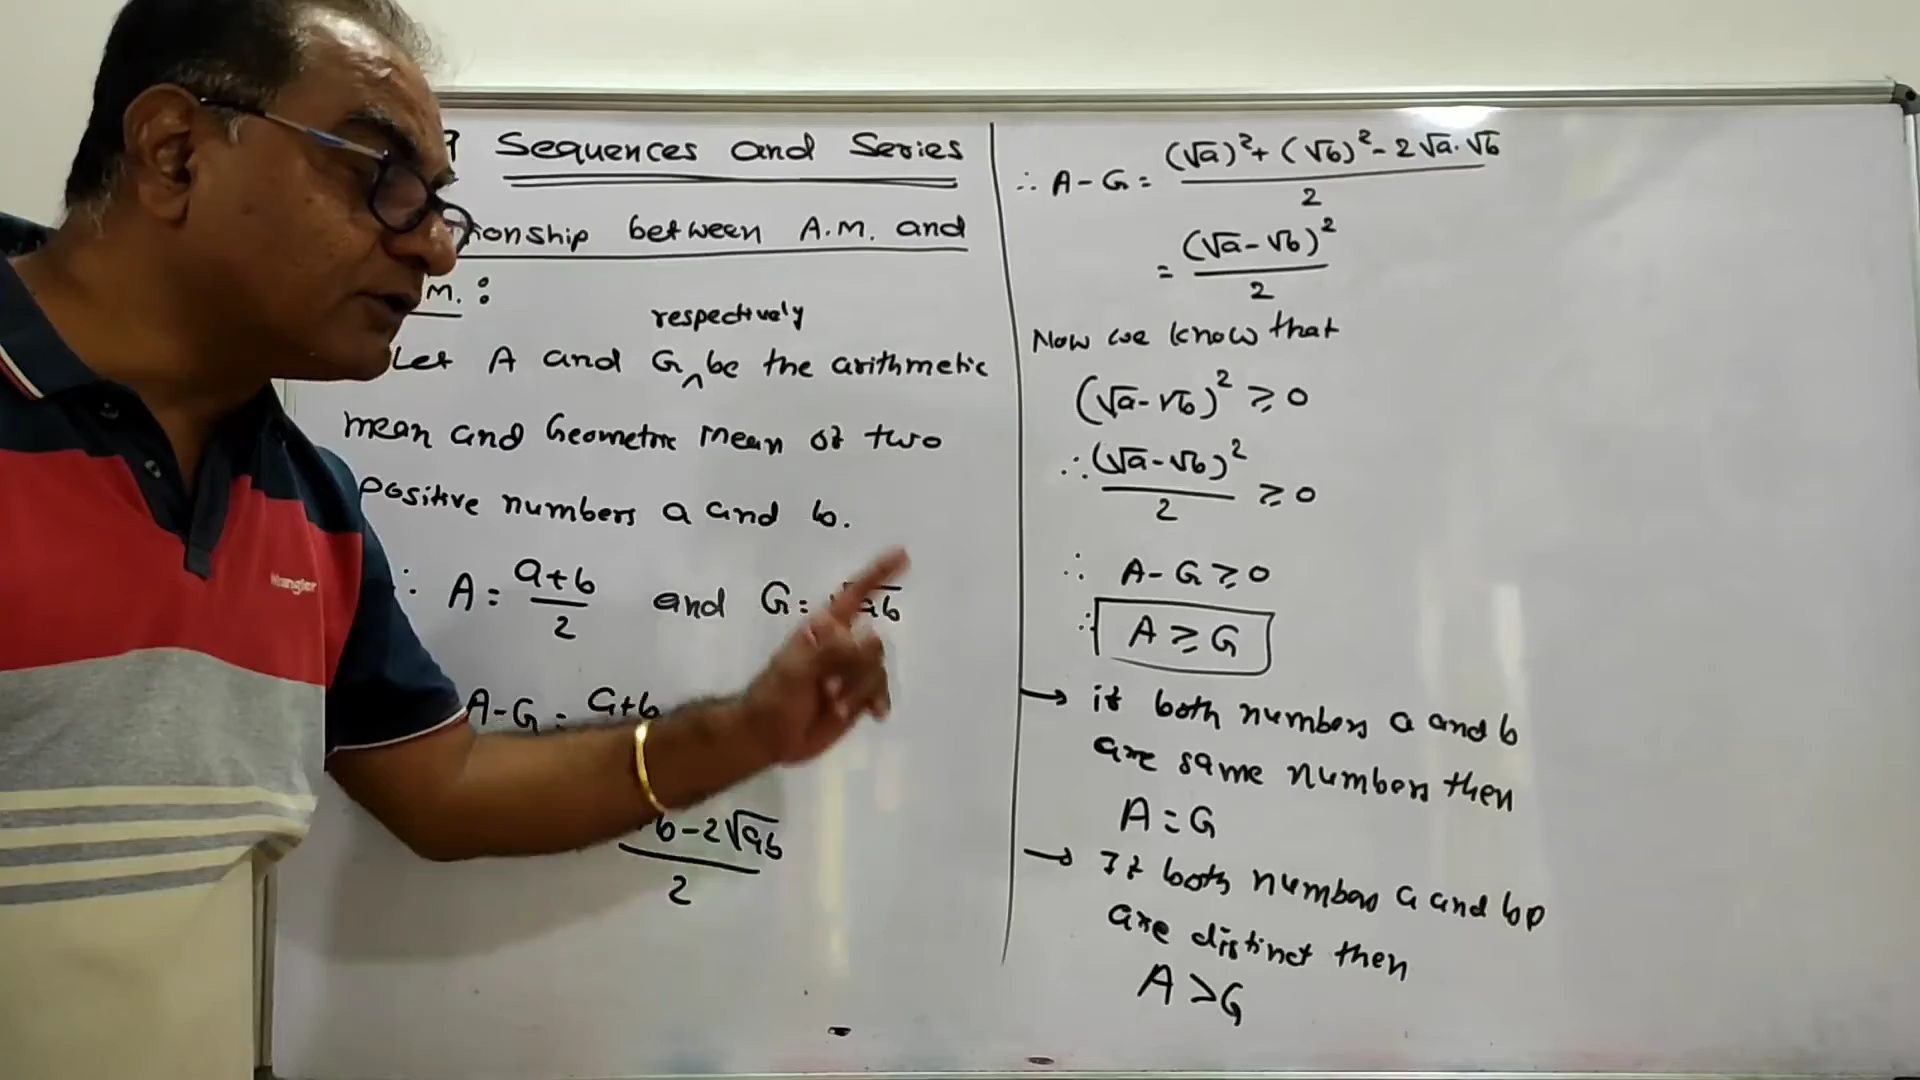 Sequences and Series
between A.M. and
M. :
respectively
Let A and G ^ be the arithmetic
mean and Geometric mean of two
positive numbers a and b.
∴ A = a+b/2 and G = √ab
A-G = a+b
b-2√ab
2
∴ A-G = (√a)²+(√b)²-2√a.√b/2
= (√a-√b)²/2
Now we know that
(√a-√b)² ≥ 0
∴ (√a-√b)²/2 ≥ 0
∴ A-G ≥ 0
∴ A ≥ G
→ if both numbers a and b
are same numbers then
A = G
→ If both numbers a and b
are distinct then
A > G
Wrangler